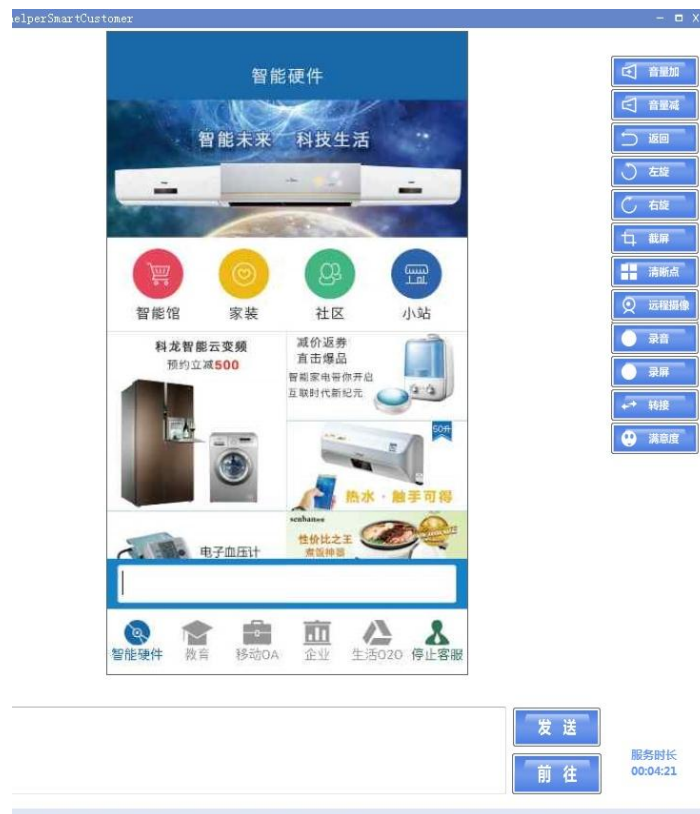 elperSmartCustomer
智能硬件
智能未来 科技生活
智能馆 家装 社区 小站
科龙智能云变频
预约立减500
减价返券
直击爆品
智能家电带你开启
互联时代新纪元
50升
热水·触手可得
电子血压计
senhann
性价比之王
煮饭神器
智能硬件 教育 移动OA 企业 生活O2O 停止客服
音量加
音量减
返回
左旋
右旋
截屏
清晰点
远程摄像
录音
录屏
转接
满意度
发送
前往
服务时长
00:04:21